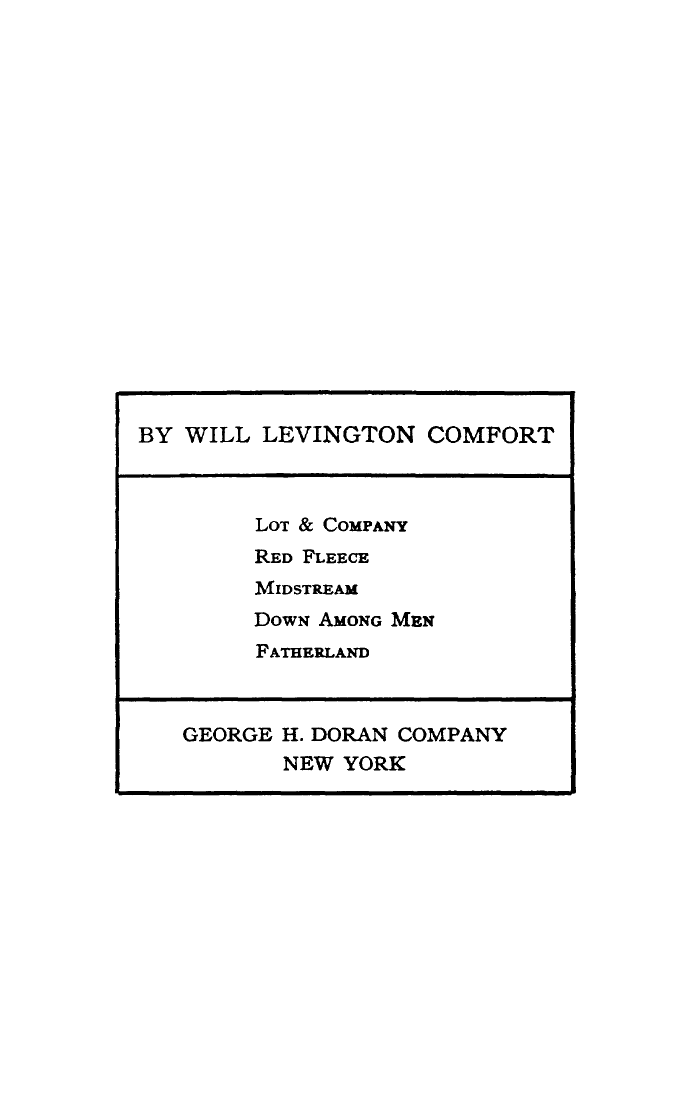 BY WILL LEVINGTON COMFORT
Lot & Company
Red Fleece
Midstream
Down Among Men
Fatherland
GEORGE H. DORAN COMPANY
NEW YORK